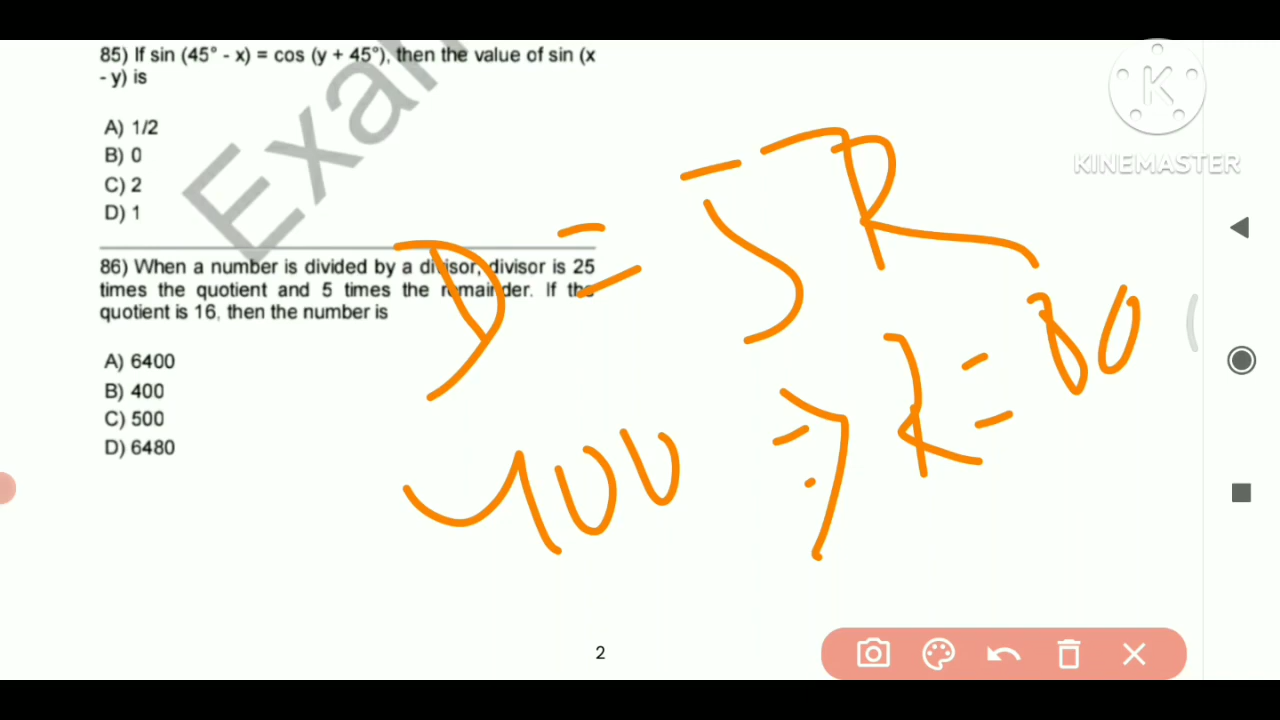 85) If sin (45° - x) = cos (y + 45°), then the value of sin (x
- y) is
A) 1/2
B) 0
C) 2
D) 1
86) When a number is divided by a divisor, divisor is 25
times the quotient and 5 times the remainder. If the
quotient is 16, then the number is
A) 6400
B) 400
C) 500
D) 6480
D = 5R
400 => R = 80
2
Exam
K
KINEMASTER